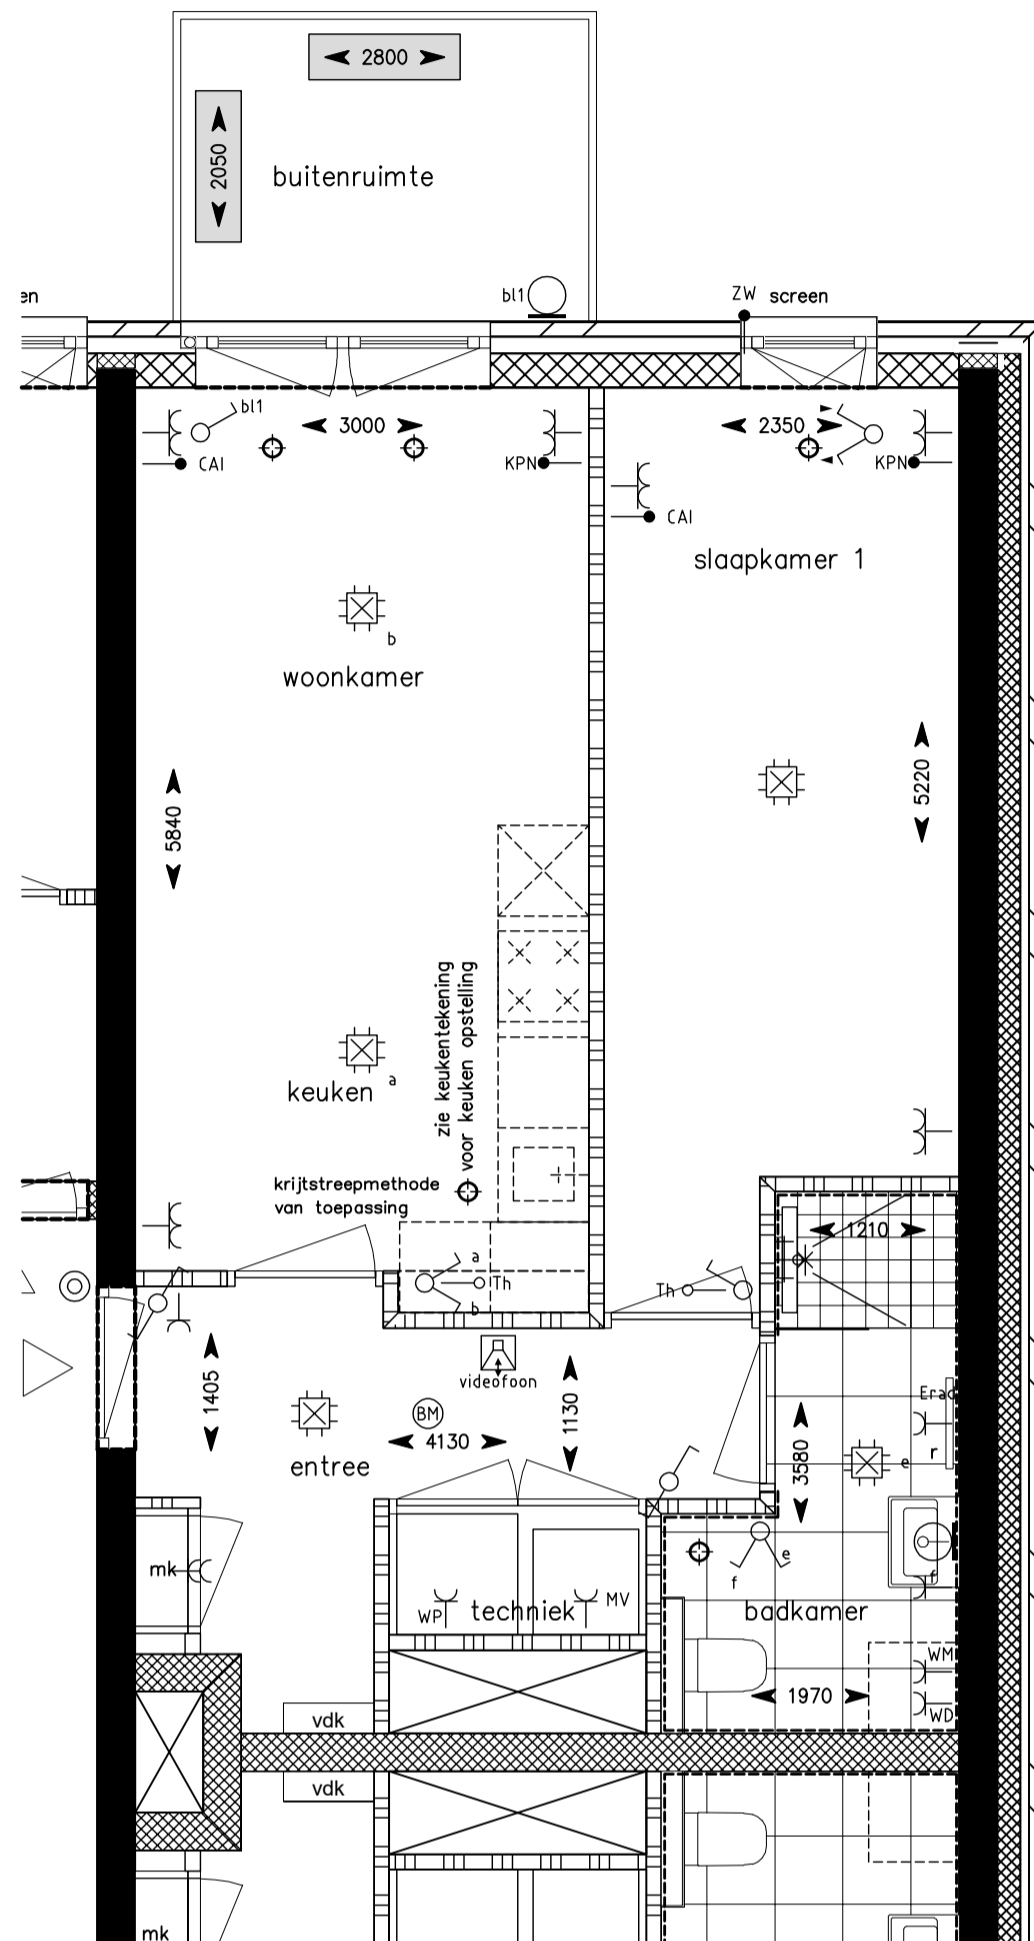 2800
2050
buitenruimte
en
bl1
ZW screen
bl1
3000
2350
CAI
KPN
KPN
CAI
slaapkamer 1
b
woonkamer
5840
5220
zie keukentekening
voor keuken opstelling
a
keuken
krijtstreepmethode
van toepassing
1210
a
Th
b
Th
videofoon
1405
1130
BM
4130
entree
3580
Erad
r
e
e
f
f
mk
WP
techniek
MV
badkamer
WM
1970
WD
vdk
vdk
mk